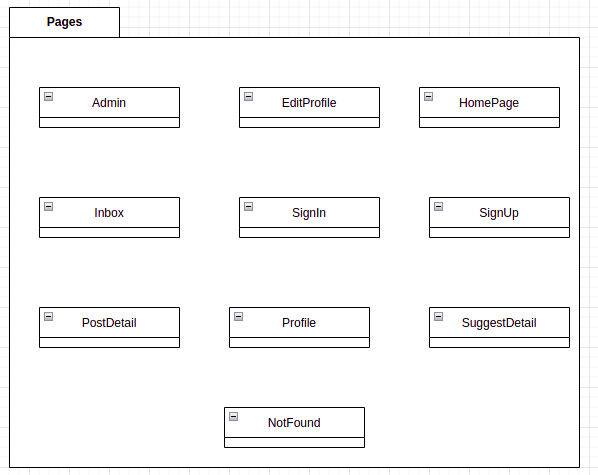 Pages
Admin
EditProfile
HomePage
Inbox
SignIn
SignUp
PostDetail
Profile
SuggestDetail
NotFound